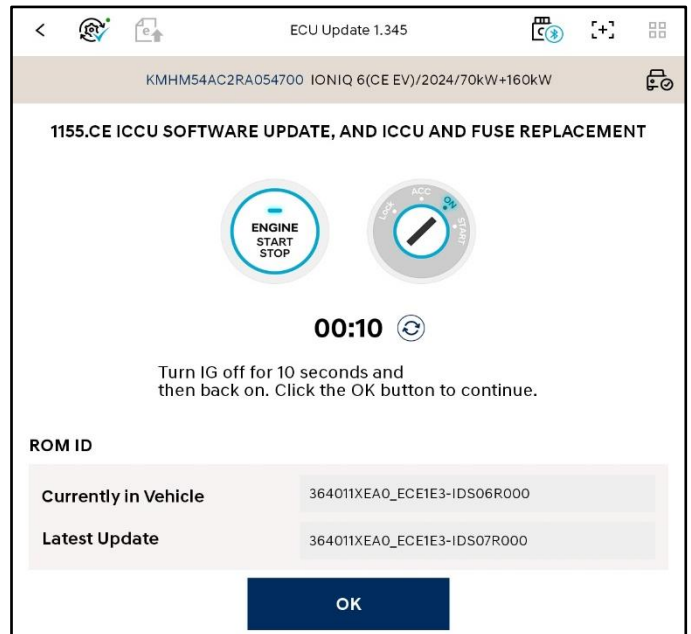 ECU Update 1.345
KMHM54AC2RA054700 IONIQ 6(CE EV)/2024/70kW+160kW
1155.CE ICCU SOFTWARE UPDATE, AND ICCU AND FUSE REPLACEMENT
ENGINE
START
STOP
Lock
ACC
ON
START
00:10
Turn IG off for 10 seconds and
then back on. Click the OK button to continue.
ROM ID
Currently in Vehicle 364011XEA0_ECE1E3-IDS06R000
Latest Update 364011XEA0_ECE1E3-IDS07R000
OK